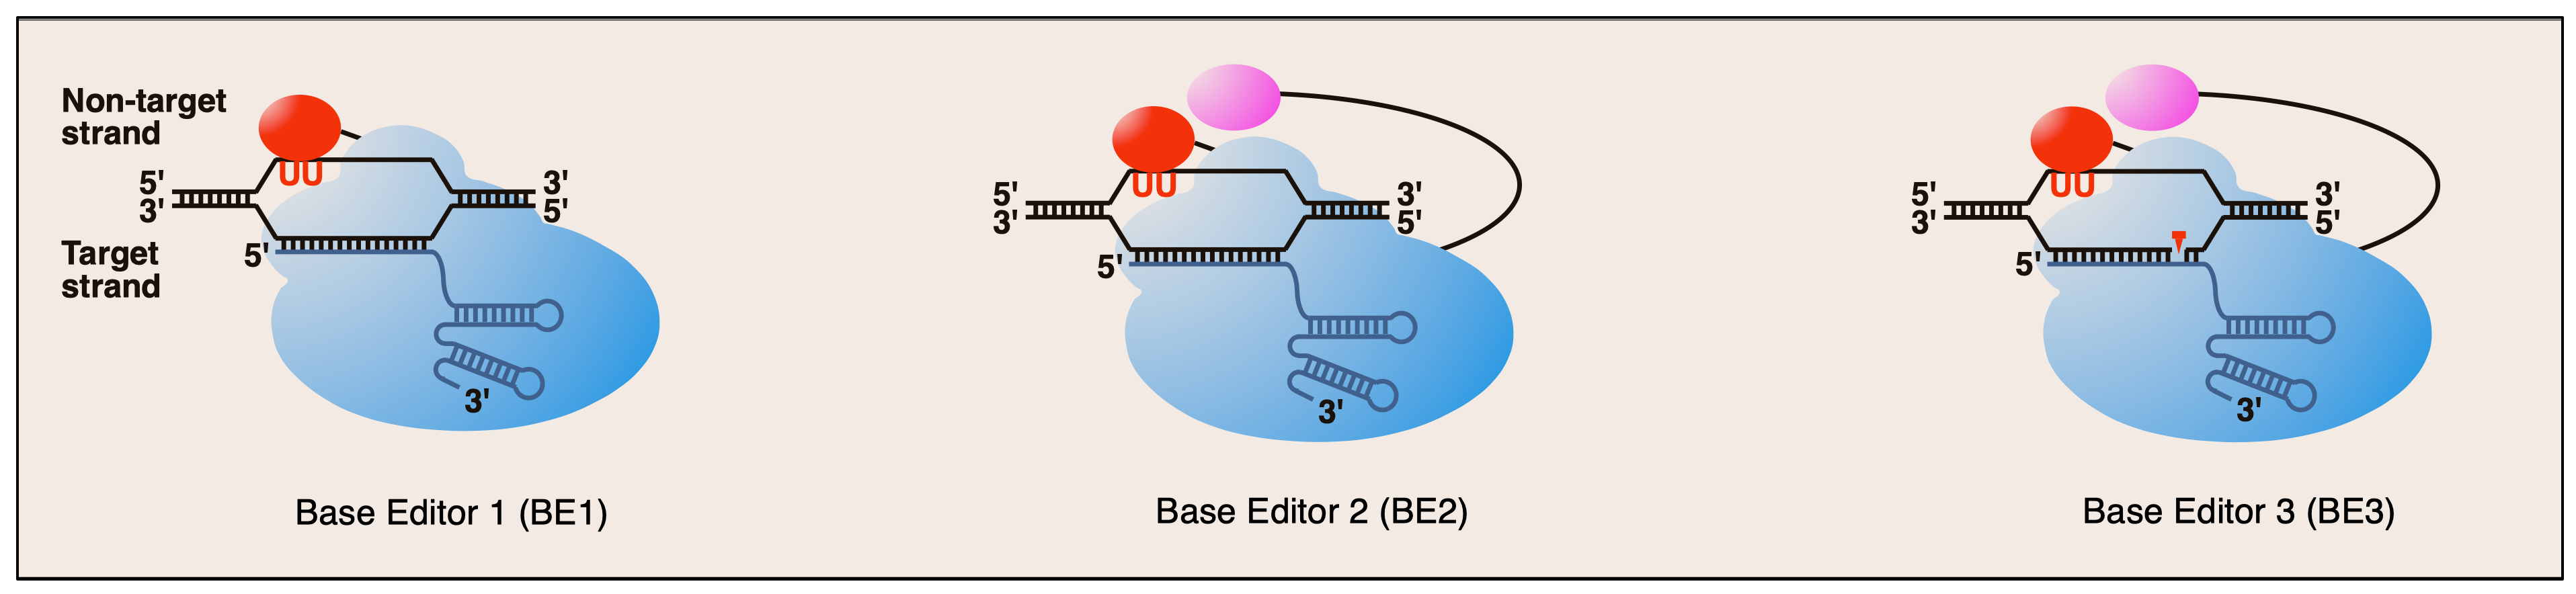 Non-target
strand
5' 3'
3' 5'
UU
Target
strand
5'
3'
Base Editor 1 (BE1)
UU
5' 3'
3' 5'
5'
3'
Base Editor 2 (BE2)
UU
5' 3'
3' 5'
5'
3'
Base Editor 3 (BE3)